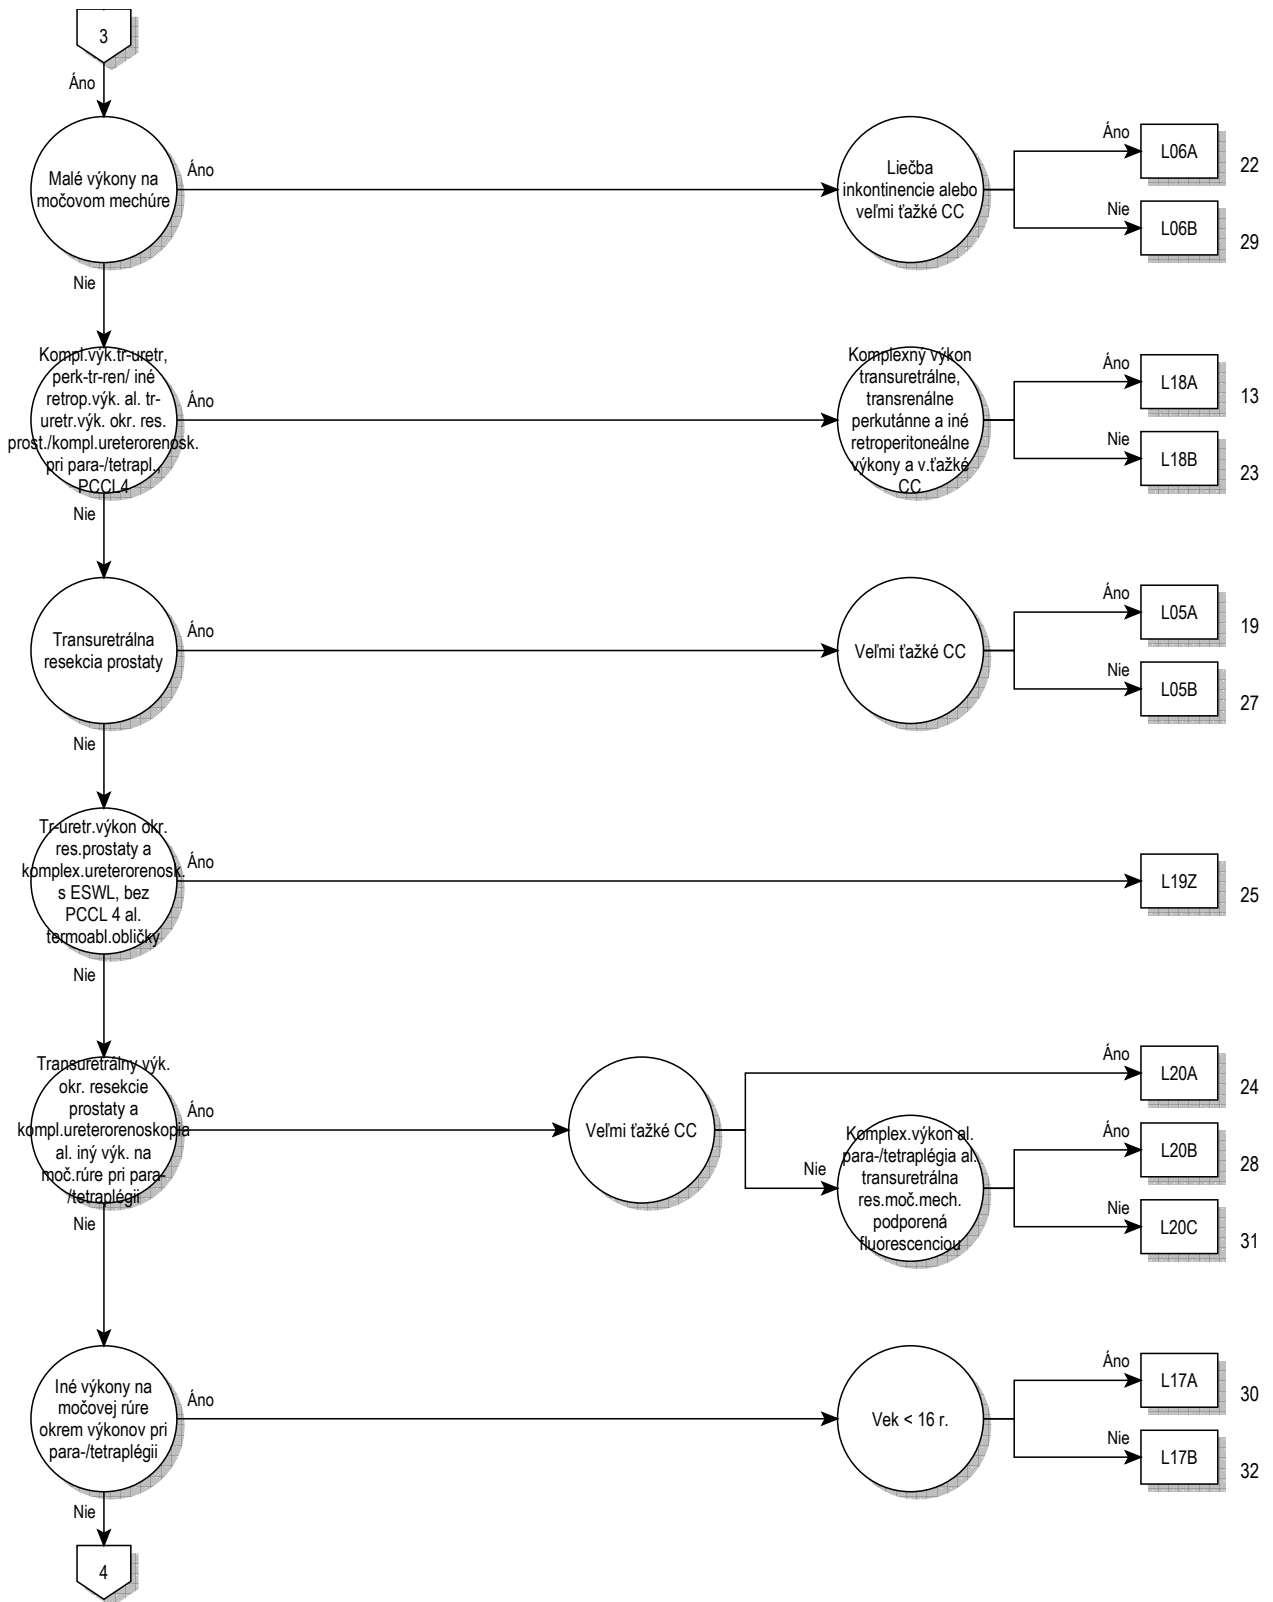 3
Áno
Malé výkony na
močovom mechúre
Áno
Liečba
inkontinencie alebo
veľmi ťažké CC
Áno
L06A
22
Nie
L06B
29
Nie
Kompl.výk.tr-uretr,
perk-tr-ren/ iné
retrop.výk. al. tr-
uretr.výk. okr. res.
prost./kompl.ureterorenosk.
pri para-/tetrapl.,
PCCL4
Áno
Komplexný výkon
transuretrálne,
transrenálne
perkutánne a iné
retroperitoneálne
výkony a v.ťažké
CC
Áno
L18A
13
Nie
L18B
23
Nie
Transuretrálna
resekcia prostaty
Áno
Veľmi ťažké CC
Áno
L05A
19
Nie
L05B
27
Nie
Tr-uretr.výkon okr.
res.prostaty a
komplex.ureterorenosk.
s ESWL, bez
PCCL 4 al.
termoabl.obličky
Áno
L19Z
25
Nie
Transuretrálny výk.
okr. resekcie
prostaty a
kompl.ureterorenoskopia
al. iný výk. na
moč.rúre pri para-
/tetraplégii
Áno
Veľmi ťažké CC
Áno
L20A
24
Nie
Komplex.výkon al.
para-/tetraplégia al.
transuretrálna
res.moč.mech.
podporená
fluorescenciou
Áno
L20B
28
Nie
L20C
31
Nie
Iné výkony na
močovej rúre
okrem výkonov pri
para-/tetraplégii
Áno
Vek < 16 r.
Áno
L17A
30
Nie
L17B
32
Nie
4